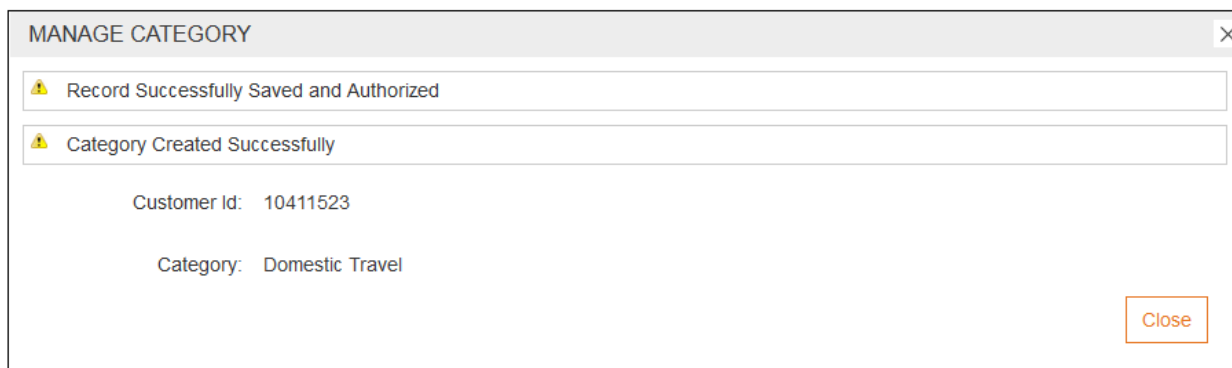 MANAGE CATEGORY
Record Successfully Saved and Authorized
Category Created Successfully
Customer Id: 10411523
Category: Domestic Travel
Close